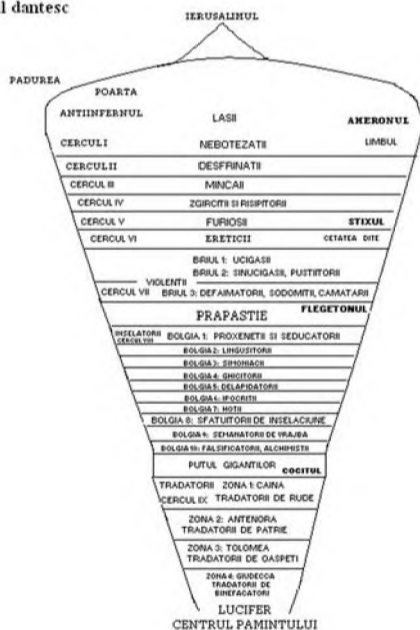 l dantesc
IERUSALIMUL
PADUREA
POARTA
ANTIINFERNUL LASII AHERONUL
CERCUL I NEBOTEZATII LIMBUL
CERCUL II DESFRINATII
CERCUL III MINCAII
CERCUL IV ZGIRCITII SI RISIPITORII
CERCUL V FURIOSII STIXUL
CERCUL VI ERETICII CETATEA DITE
BRIUL 1: UCIGASII
BRIUL 2: SINUCIGASII, PUSTIITORII
VIOLENTII
CERCUL VII BRIUL 3: DEFAIMATORII, SODOMITII, CAMATARII
FLEGETONUL
PRAPASTIE
INSELATORII
CERCUL VIII BOLGIA 1: PROXENETII SI SEDUCATORII
BOLGIA 2: LINGUSITORII
BOLGIA 3: SIMONIACII
BOLGIA 4: GHICITORII
BOLGIA 5: DELAPIDATORII
BOLGIA 6: IPOCRITII
BOLGIA 7: HOTII
BOLGIA 8: SFATUITORII DE INSELACIUNE
BOLGIA 9: SEMANATORII DE VRAJBA
BOLGIA 10: FALSIFICATORII, ALCHIMISTII
PUTUL GIGANTILOR COCITUL
TRADATORII ZONA 1: CAINA
CERCUL IX TRADATORII DE RUDE
ZONA 2: ANTENORA
TRADATORII DE PATRIE
ZONA 3: TOLOMEA
TRADATORII DE OASPETI
ZONA 4: GIUDECCA
TRADATORII DE
BINEFACATORI
LUCIFER
CENTRUL PAMINTULUI